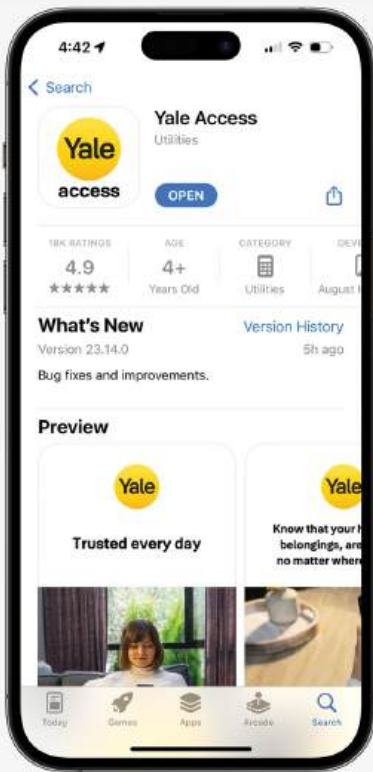 4:42
Search
Yale
access
Yale Access
Utilities
OPEN
18K RATINGS
4.9
★★★★★
AGE
4+
Years Old
CATEGORY
Utilities
DEVE
August I
What's New
Version History
Version 23.14.0
5h ago
Bug fixes and improvements.
Preview
Yale
Trusted every day
Yale
Know that your h
belongings, are
no matter where
Today
Games
Apps
Arcade
Search